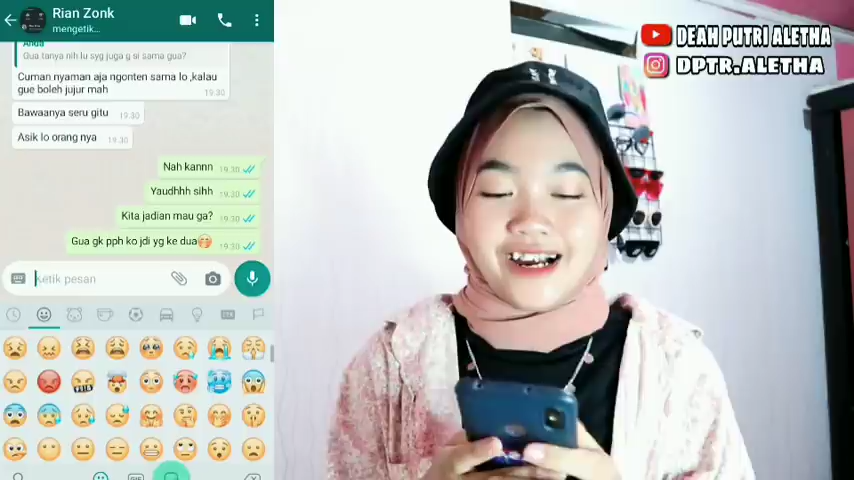 Rian Zonk
mengetik...
Anda
Gua tanya nih lu syg juga g si sama gua?
Cuman nyaman aja ngonten sama lo ,kalau
gue boleh jujur mah
19.30
Bawaanya seru gitu 19.30
Asik lo orang nya 19.30
Nah kannn 19.30
Yaudhhh sihh 19.30
Kita jadian mau ga? 19.30
Gua gk pph ko jdi yg ke dua🤭 19.30
Ketik pesan
GIF
DEAH PUTRI ALETHA
DPTR.ALETHA